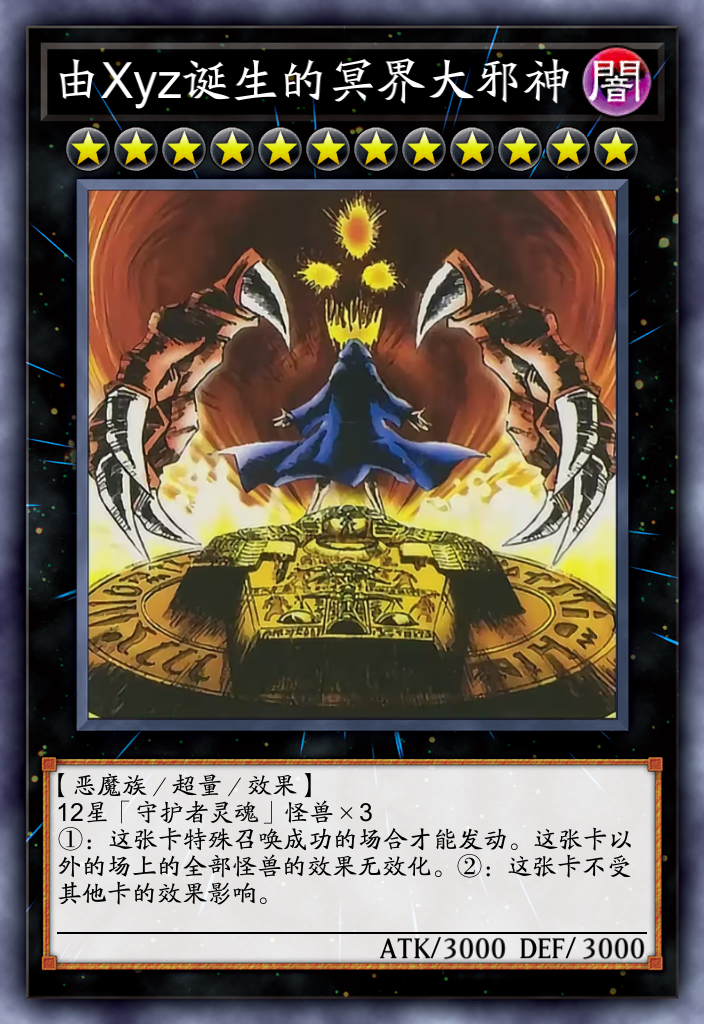 由Xyz诞生的冥界大邪神 闇
【恶魔族／超量／效果】
12星「守护者灵魂」怪兽×3
①：这张卡特殊召唤成功的场合才能发动。这张卡以
外的场上的全部怪兽的效果无效化。②：这张卡不受
其他卡的效果影响。
ATK/3000 DEF/3000